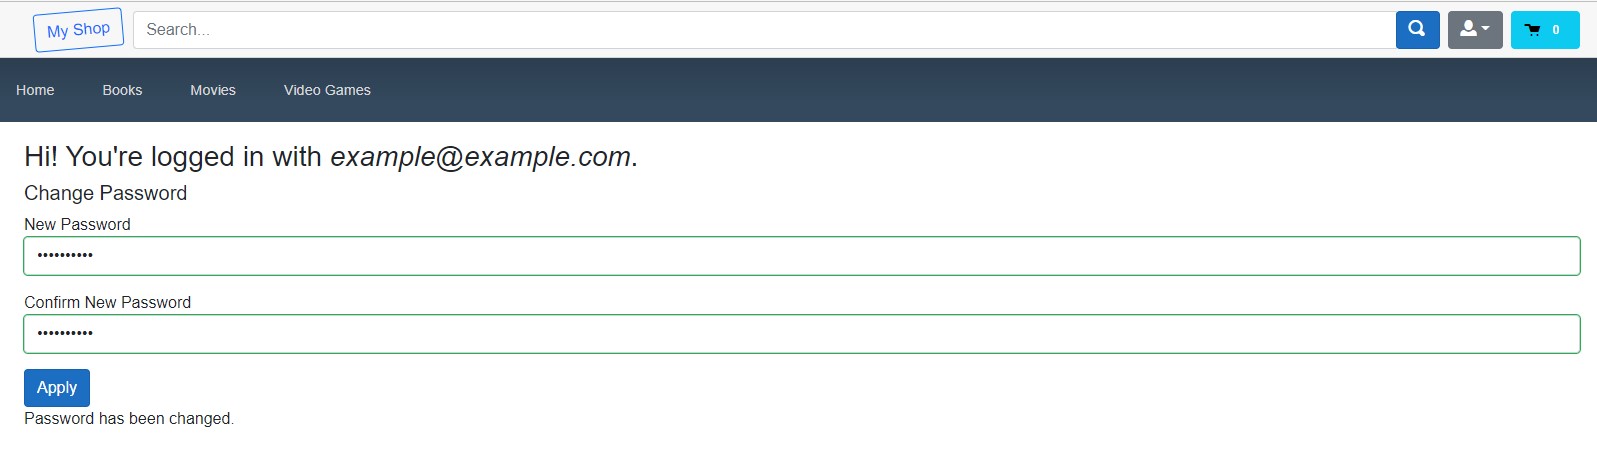 My Shop
Search...
0
Home Books Movies Video Games
Hi! You're logged in with example@example.com.
Change Password
New Password
••••••••••
Confirm New Password
••••••••••
Apply
Password has been changed.